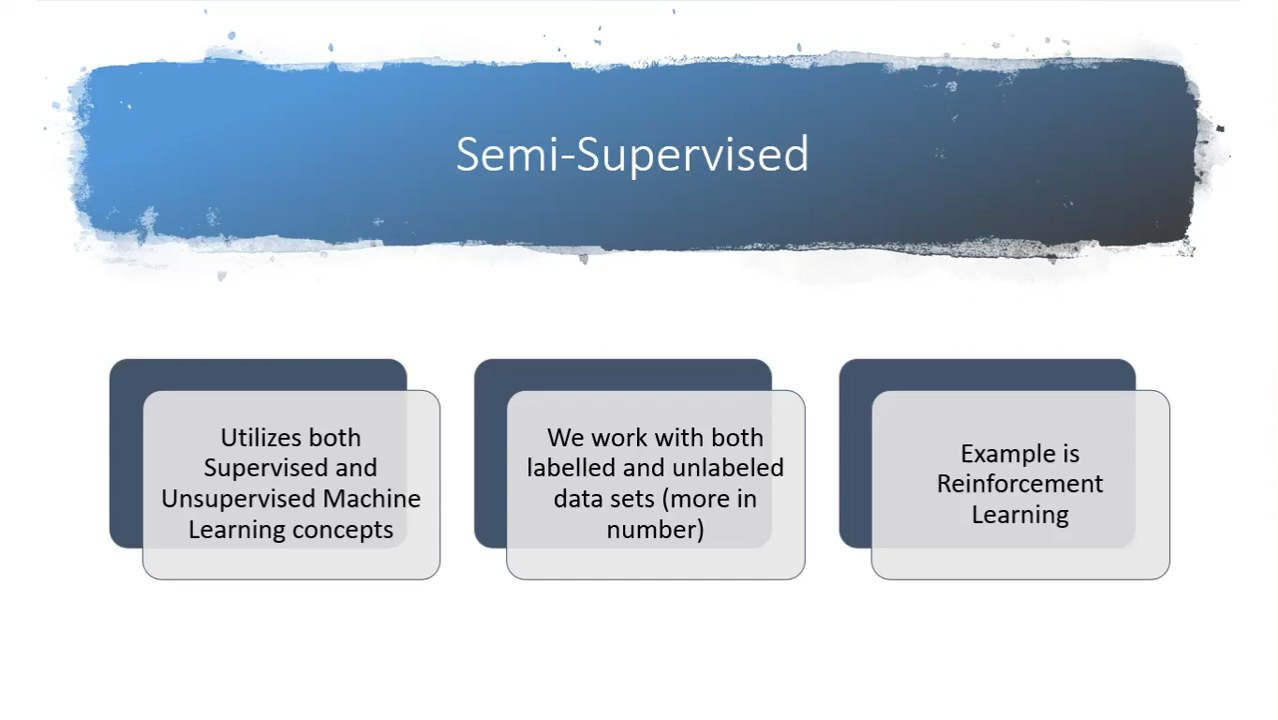 Semi-Supervised
Utilizes both
Supervised and
Unsupervised Machine
Learning concepts
We work with both
labelled and unlabeled
data sets (more in
number)
Example is
Reinforcement
Learning